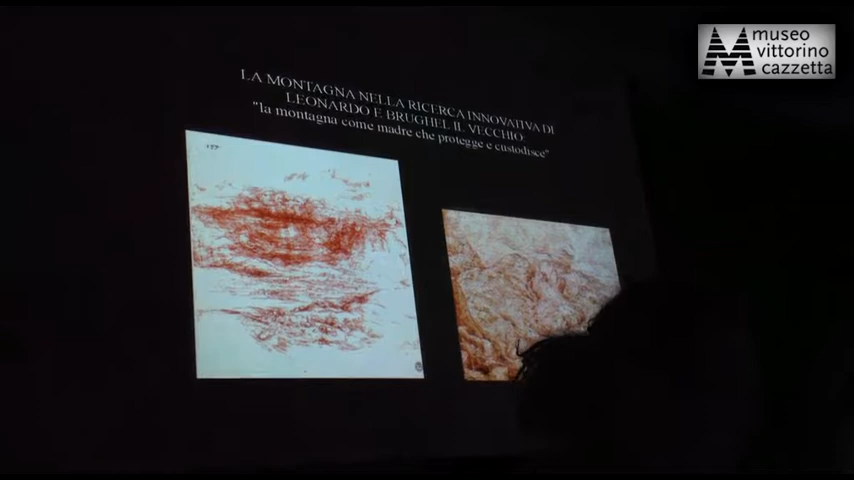 museo
vittorino
cazzetta
LA MONTAGNA NELLA RICERCA INNOVATIVA DI
LEONARDO E BRUGHEL IL VECCHIO
"la montagna come madre che protegge e custodisce"